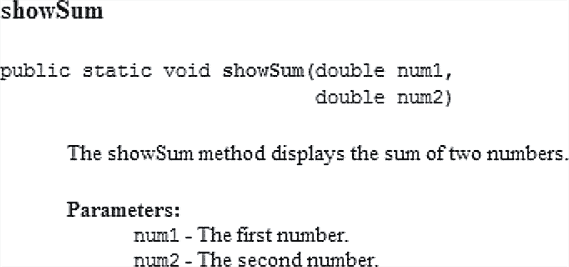 showSum
public static void showSum(double num1,
double num2)
The showSum method displays the sum of two numbers.
Parameters:
num1 - The first number.
num2 - The second number.